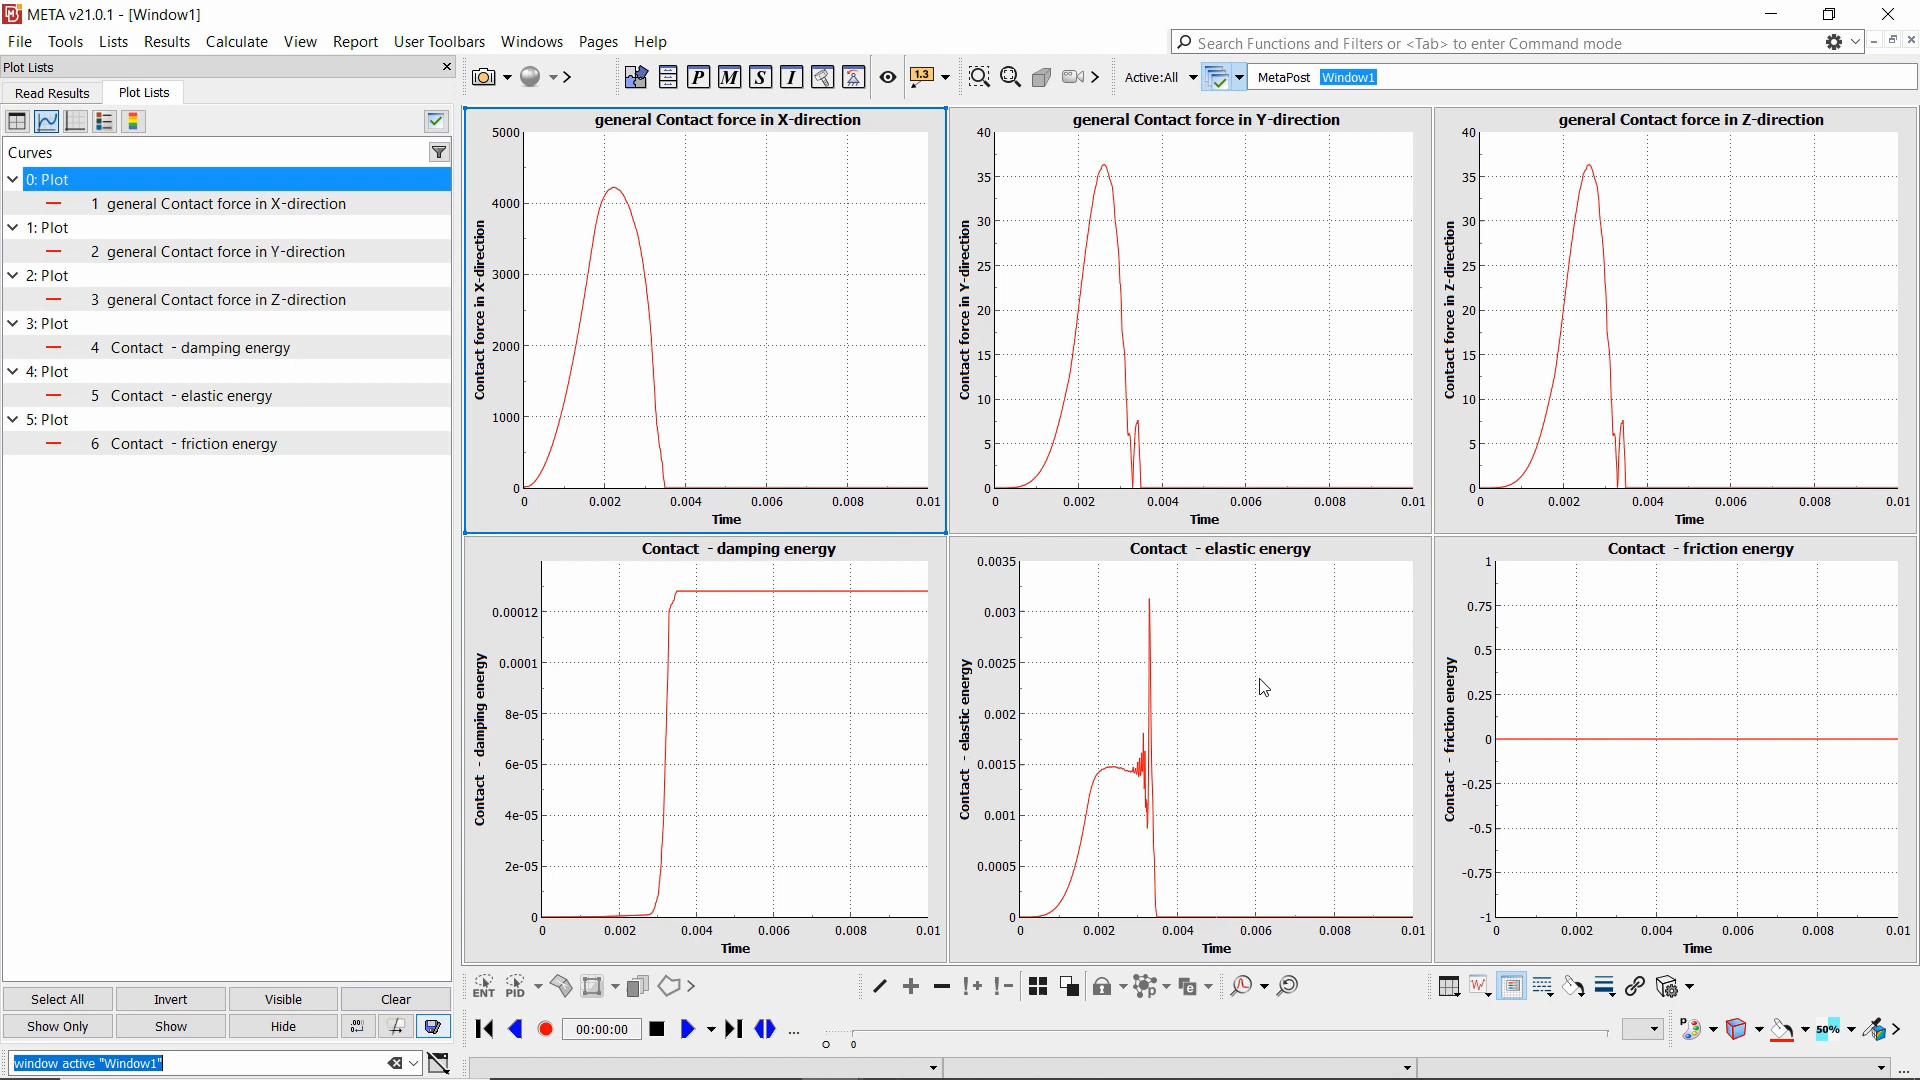 META v21.0.1 - [Window1]
File Tools Lists Results Calculate View Report User Toolbars Windows Pages Help
Search Functions and Filters or <Tab> to enter Command mode
Plot Lists
Read Results Plot Lists
P M S I 1.3 Active:All MetaPost Window1
Curves
0: Plot
1 general Contact force in X-direction
1: Plot
2 general Contact force in Y-direction
2: Plot
3 general Contact force in Z-direction
3: Plot
4 Contact - damping energy
4: Plot
5 Contact - elastic energy
5: Plot
6 Contact - friction energy
Select All Invert Visible Clear
Show Only Show Hide
window active "Window1"
general Contact force in X-direction
Contact force in X-direction
5000
4000
3000
2000
1000
0
0 0.002 0.004 0.006 0.008 0.01
Time
general Contact force in Y-direction
Contact force in Y-direction
40
35
30
25
20
15
10
5
0
0 0.002 0.004 0.006 0.008 0.01
Time
general Contact force in Z-direction
Contact force in Z-direction
40
35
30
25
20
15
10
5
0
0 0.002 0.004 0.006 0.008 0.01
Time
Contact - damping energy
Contact - damping energy
0.00012
0.0001
8e-05
6e-05
4e-05
2e-05
0
0 0.002 0.004 0.006 0.008 0.01
Time
Contact - elastic energy
Contact - elastic energy
0.0035
0.003
0.0025
0.002
0.0015
0.001
0.0005
0
0 0.002 0.004 0.006 0.008 0.01
Time
Contact - friction energy
Contact - friction energy
1
0.75
0.5
0.25
0
-0.25
-0.5
-0.75
-1
0 0.002 0.004 0.006 0.008 0.01
Time
ENT PID
00:00:00 ... 0 50%
...